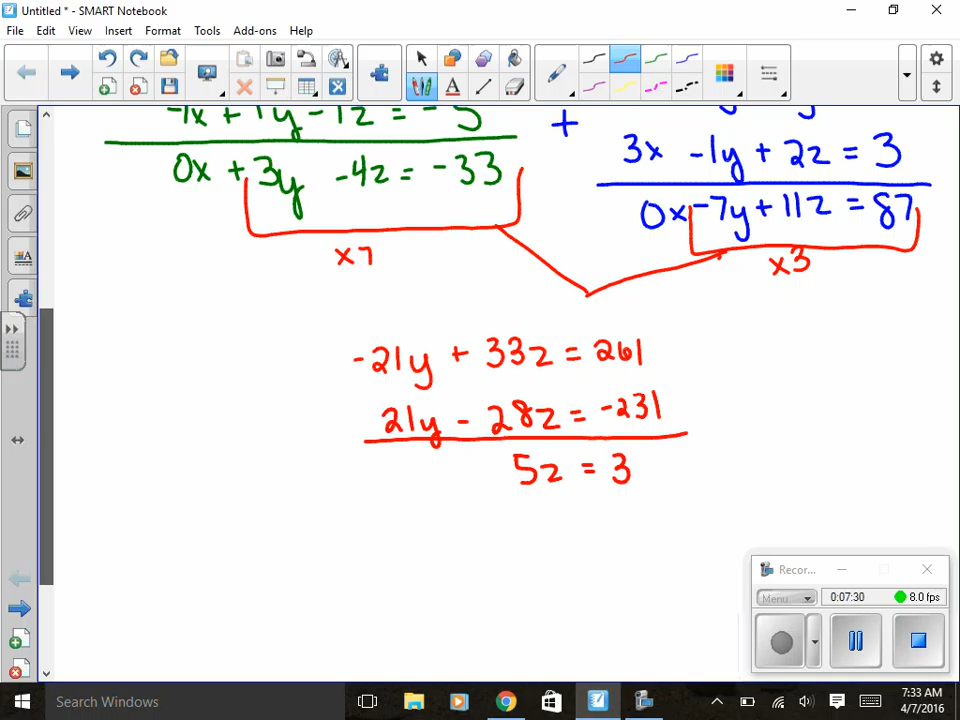 Untitled * - SMART Notebook
File Edit View Insert Format Tools Add-ons Help
-1x + 1y - 1z = -5
0x + 3y - 4z = -33
x7
+
3x - 1y + 2z = 3
0x - 7y + 11z = 87
x3
-21y + 33z = 261
21y - 28z = -231
5z = 3
Recor...
Menu
0:07:30
8.0 fps
Search Windows
7:33 AM
4/7/2016